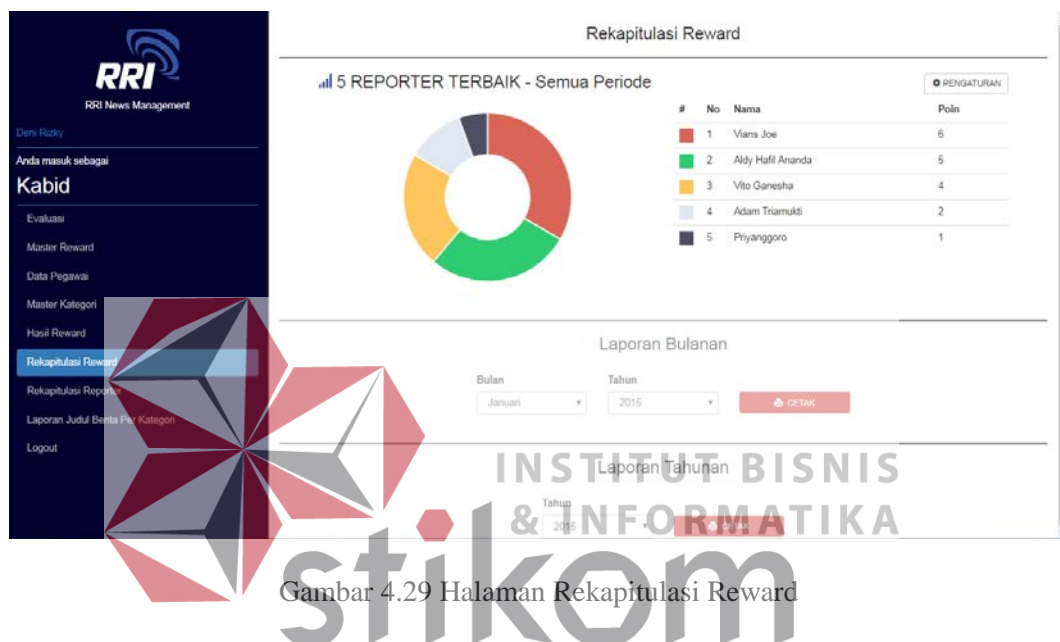 RRI
RRI News Management
Deni Rizky
Anda masuk sebagai
Kabid
Evaluasi
Master Reward
Data Pegawai
Master Kategori
Hasil Reward
Rekapitulasi Reward
Rekapitulasi Reporter
Laporan Judul Berita Per Kategori
Logout
Rekapitulasi Reward
5 REPORTER TERBAIK - Semua Periode
PENGATURAN
# No Nama Poin
1 Vians Joe 6
2 Aldy Hafil Ananda 5
3 Vito Ganesha 4
4 Adam Triamukti 2
5 Priyanggoro 1
Laporan Bulanan
Bulan Tahun
Januari 2015 CETAK
Laporan Tahunan
Tahun
2015 CETAK
INSTITUT BISNIS
& INFORMATIKA
stikom
Gambar 4.29 Halaman Rekapitulasi Reward